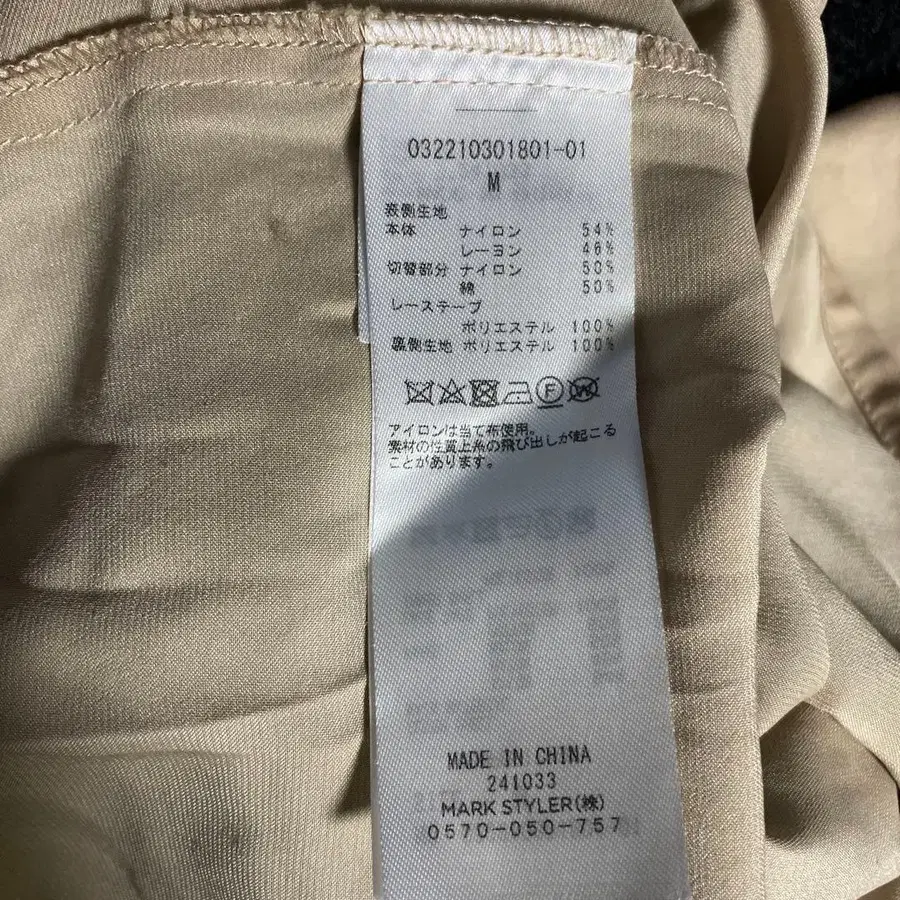 032210301801-01
M
表側生地
本体 ナイロン 54%
レーヨン 46%
切替部分 ナイロン 50%
綿 50%
レーステープ
ポリエステル 100%
裏側生地 ポリエステル 100%
F W
アイロンは当て布使用。
素材の性質上糸の飛び出しが起こる
ことがあります。
MADE IN CHINA
241033
MARK STYLER(株)
0570-050-757